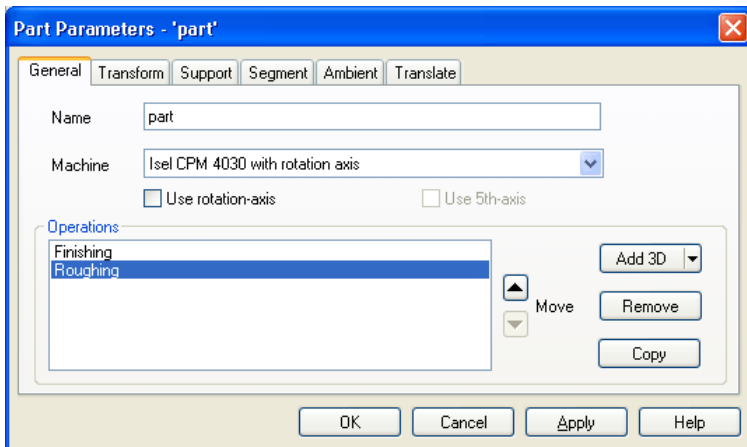 Part Parameters - 'part'
General Transform Support Segment Ambient Translate
Name part
Machine Isel CPM 4030 with rotation axis
Use rotation-axis Use 5th-axis
Operations
Finishing
Roughing
Add 3D
Move Remove
Copy
OK Cancel Apply Help